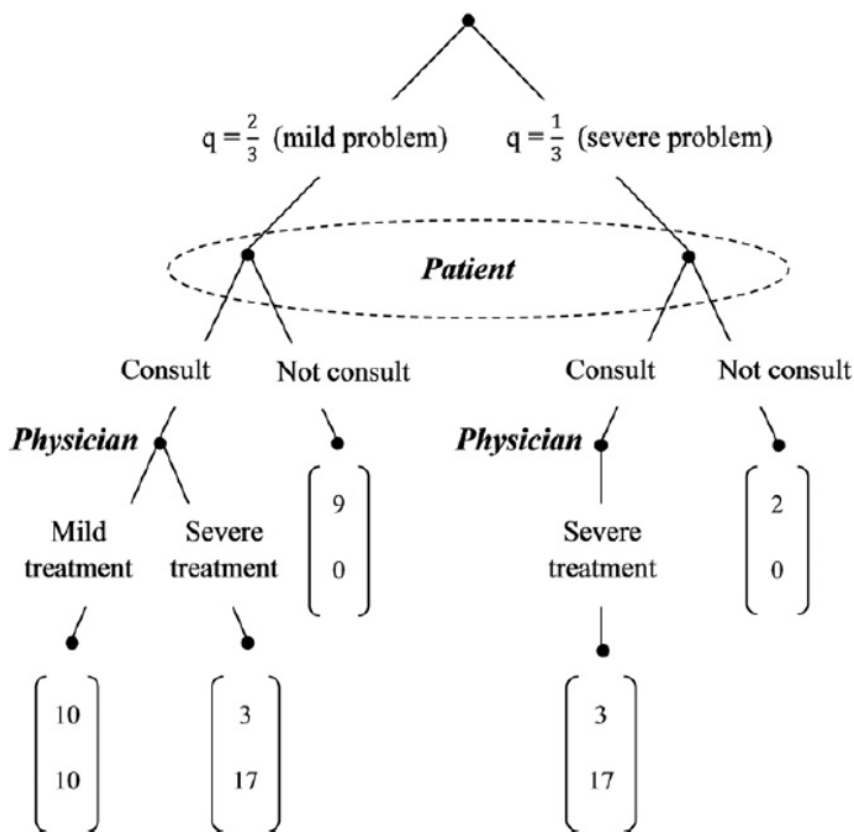 q = 2/3 (mild problem) q = 1/3 (severe problem)
Patient
Consult Not consult Consult Not consult
Physician Physician
9 2
Mild Severe Severe
treatment treatment 0 treatment 0
10 3 3
10 17 17